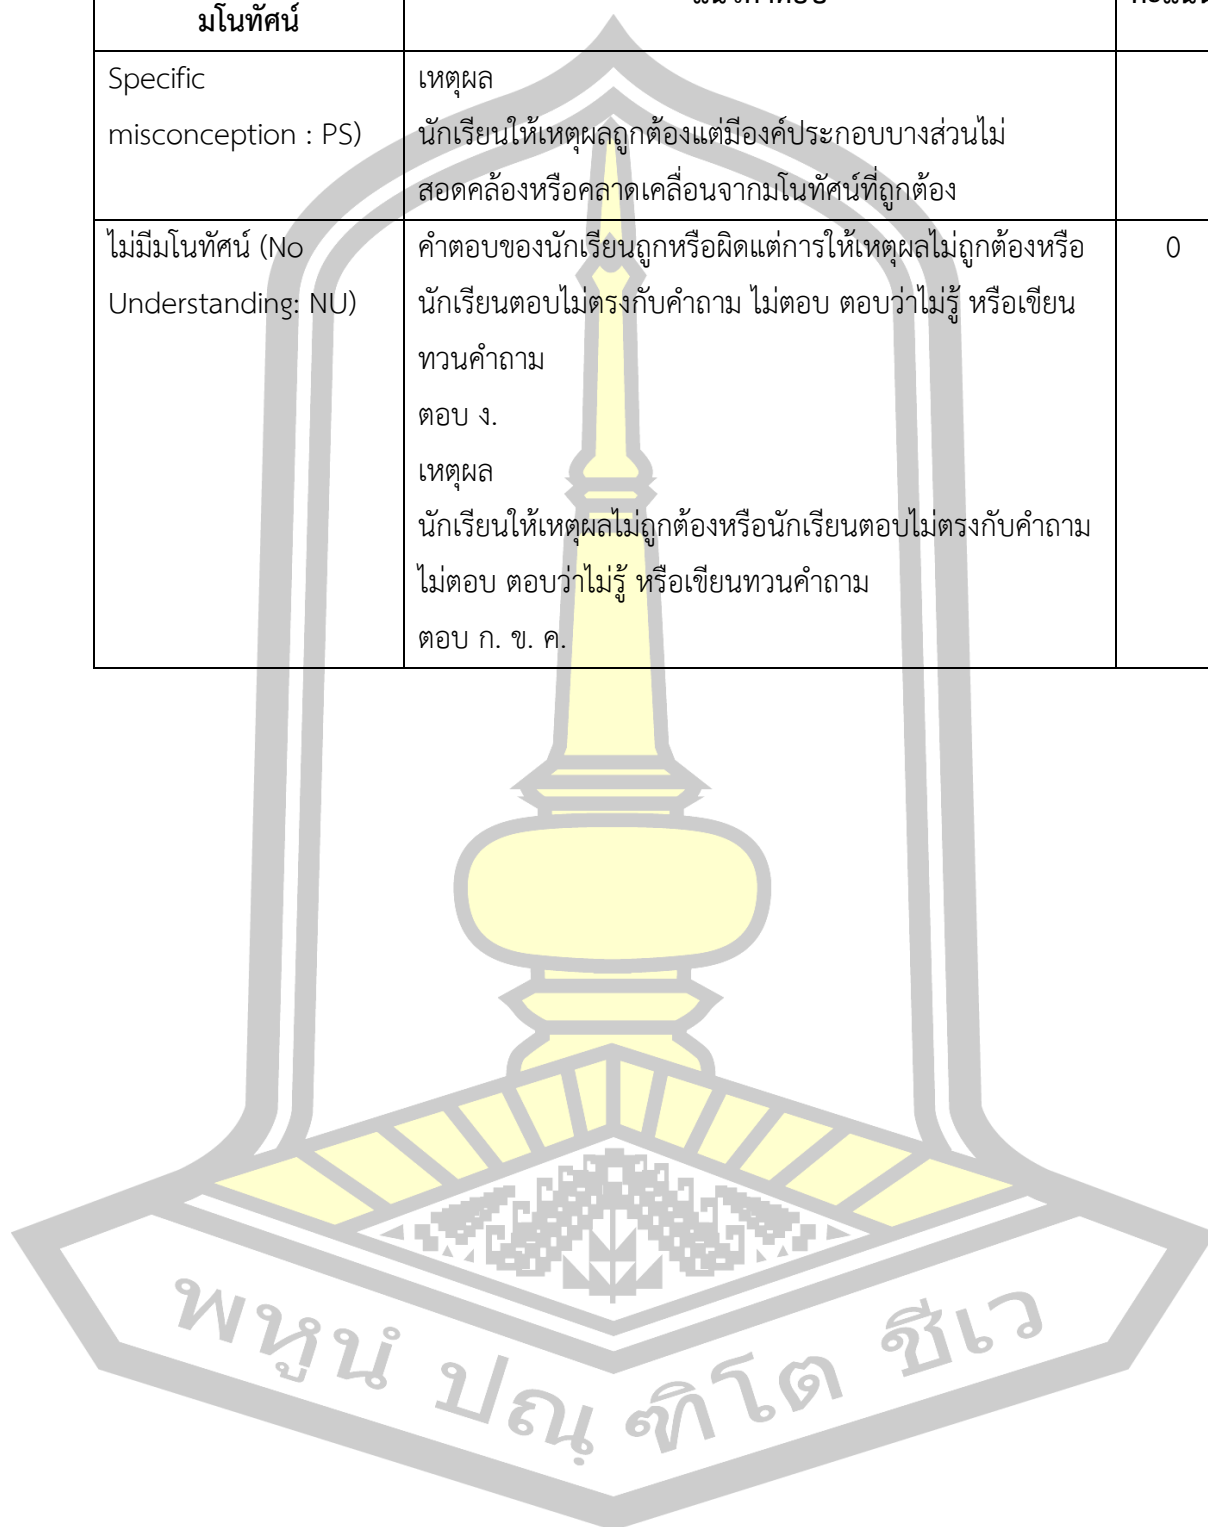 มโนทัศน์
Specific
misconception : PS)
เหตุผล
นักเรียนให้เหตุผลถูกต้องแต่มีองค์ประกอบบางส่วนไม่
สอดคล้องหรือคลาดเคลื่อนจากมโนทัศน์ที่ถูกต้อง
ไม่มีมโนทัศน์ (No
Understanding: NU)
คำตอบของนักเรียนถูกหรือผิดแต่การให้เหตุผลไม่ถูกต้องหรือ
นักเรียนตอบไม่ตรงกับคำถาม ไม่ตอบ ตอบว่าไม่รู้ หรือเขียน
ทวนคำถาม
ตอบ ง.
เหตุผล
นักเรียนให้เหตุผลไม่ถูกต้องหรือนักเรียนตอบไม่ตรงกับคำถาม
ไม่ตอบ ตอบว่าไม่รู้ หรือเขียนทวนคำถาม
ตอบ ก. ข. ค.
0
พหูนํ ปณฺฑิโต ชีเว